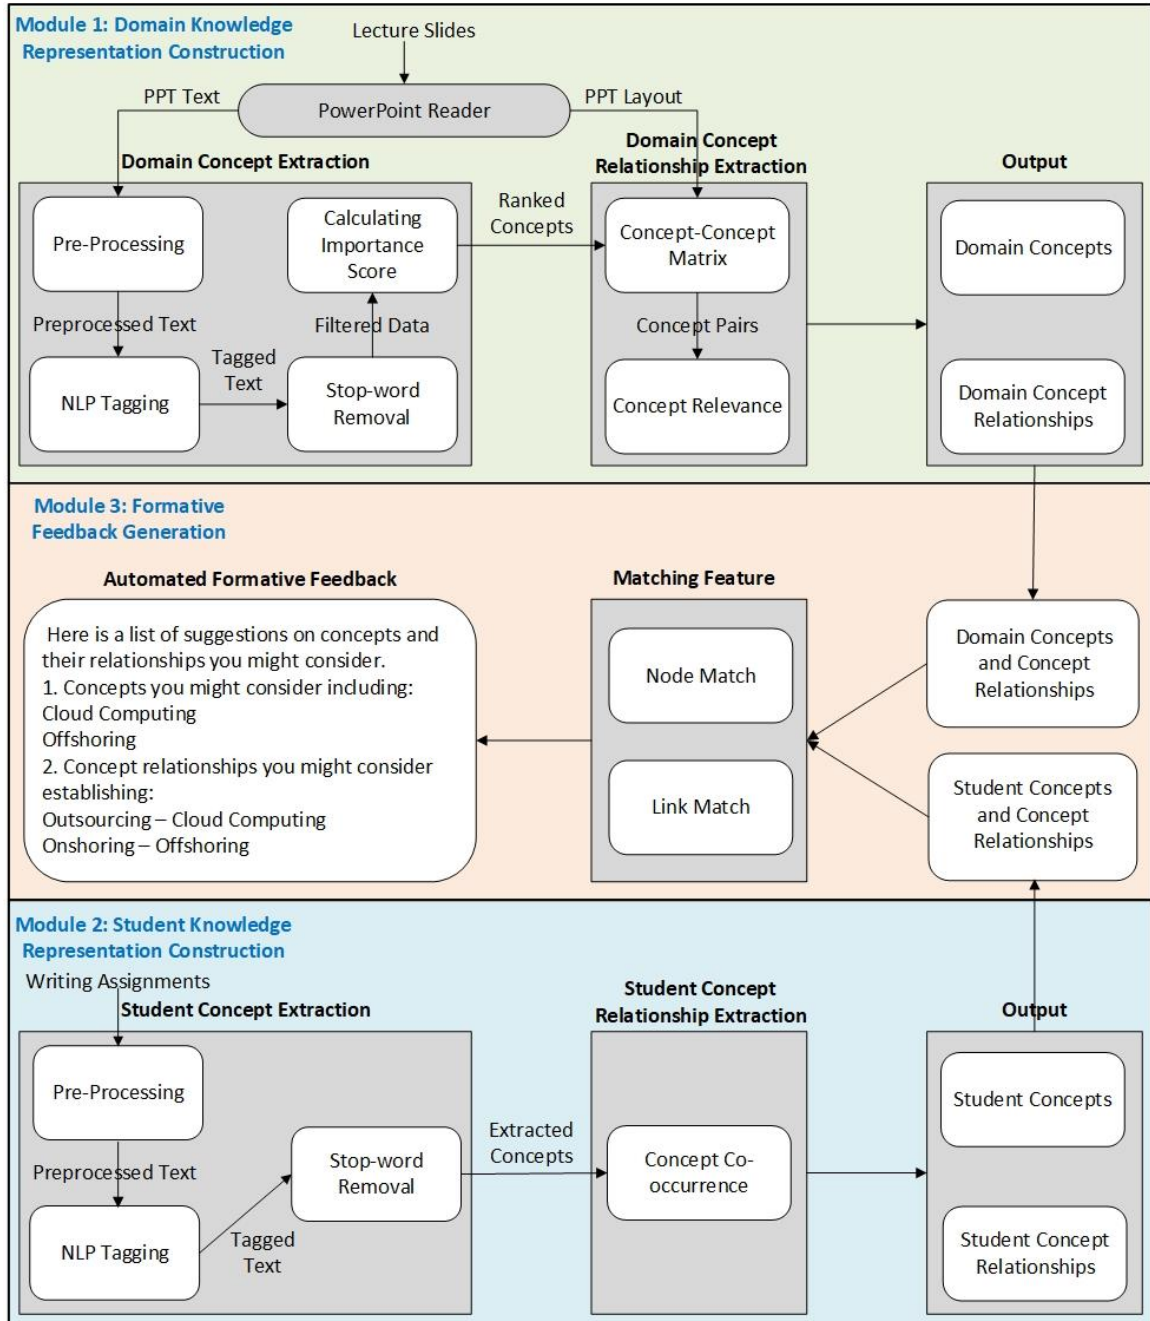 Module 1: Domain Knowledge
Representation Construction
Lecture Slides
PPT Text
PowerPoint Reader
PPT Layout
Domain Concept Extraction
Domain Concept
Relationship Extraction
Output
Pre-Processing
Calculating
Importance
Score
Ranked
Concepts
Concept-Concept
Matrix
Domain Concepts
Preprocessed Text
Filtered Data
Concept Pairs
NLP Tagging
Tagged
Text
Stop-word
Removal
Concept Relevance
Domain Concept
Relationships
Module 3: Formative
Feedback Generation
Automated Formative Feedback
Matching Feature
Here is a list of suggestions on concepts and
their relationships you might consider.
1. Concepts you might consider including:
Cloud Computing
Offshoring
2. Concept relationships you might consider
establishing:
Outsourcing – Cloud Computing
Onshoring – Offshoring
Node Match
Link Match
Domain Concepts
and Concept
Relationships
Student Concepts
and Concept
Relationships
Module 2: Student Knowledge
Representation Construction
Writing Assignments
Student Concept Extraction
Student Concept
Relationship Extraction
Output
Pre-Processing
Preprocessed Text
NLP Tagging
Tagged
Text
Stop-word
Removal
Extracted
Concepts
Concept Co-
occurrence
Student Concepts
Student Concept
Relationships